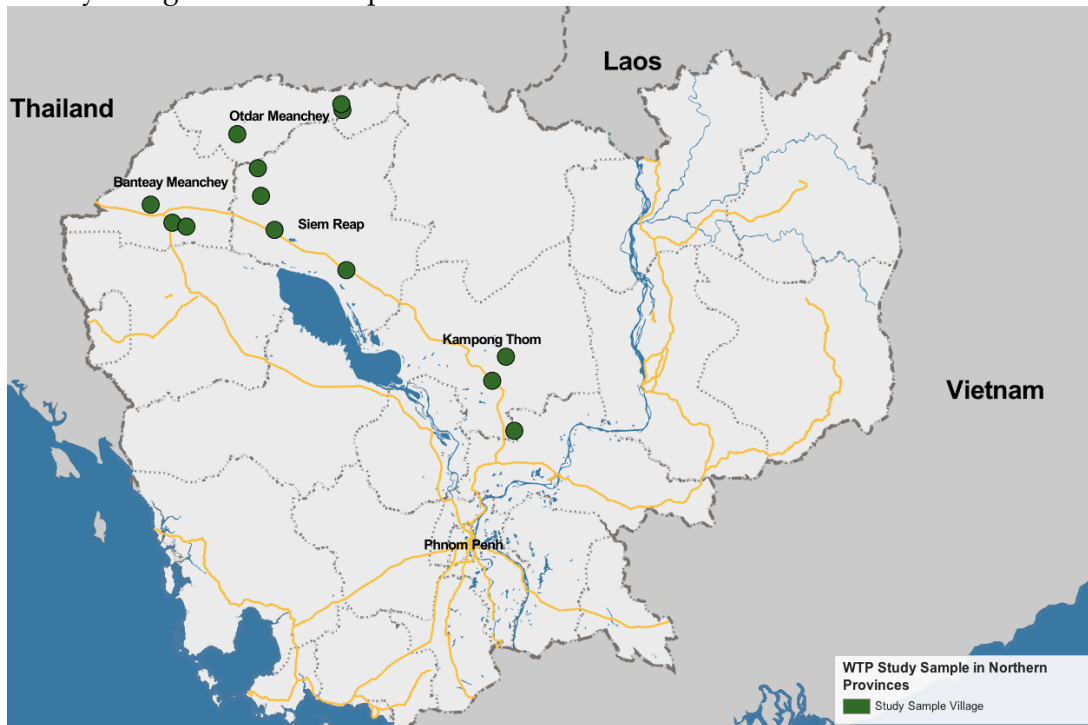 Laos
Thailand
Otdar Meanchey
Banteay Meanchey
Siem Reap
Kampong Thom
Vietnam
Phnom Penh
WTP Study Sample in Northern
Provinces
Study Sample Village